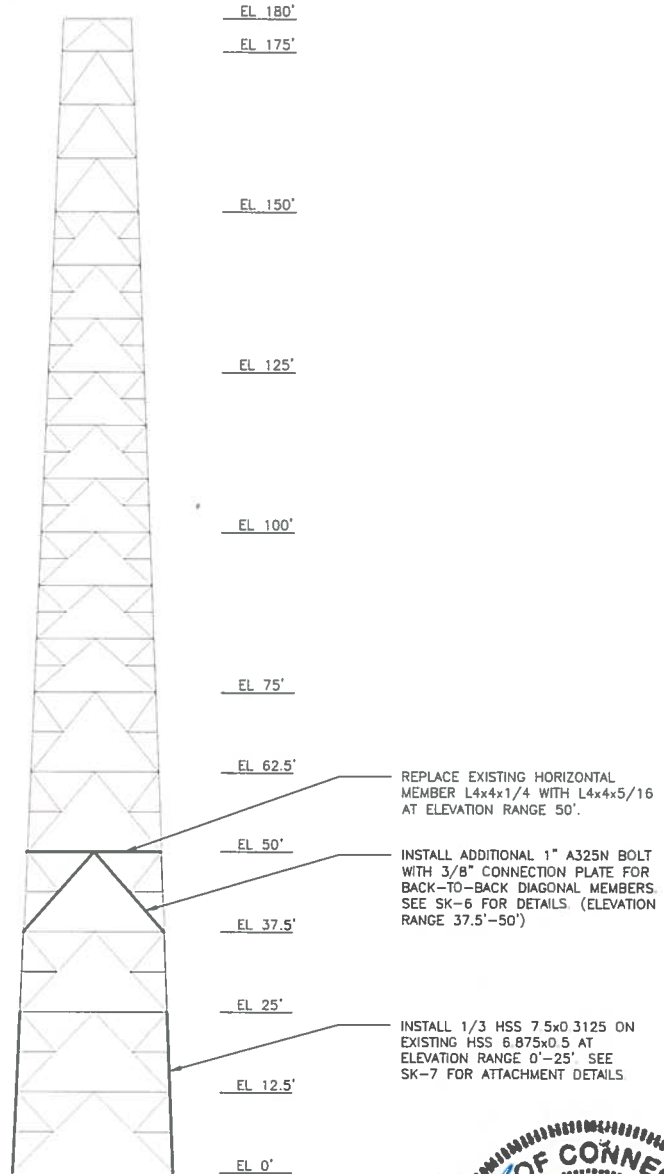 EL 180'
EL 175'
EL 150'
EL 125'
EL 100'
EL 75'
EL 62.5'
REPLACE EXISTING HORIZONTAL
MEMBER L4x4x1/4 WITH L4x4x5/16
AT ELEVATION RANGE 50'.
EL 50'
INSTALL ADDITIONAL 1" A325N BOLT
WITH 3/8" CONNECTION PLATE FOR
BACK-TO-BACK DIAGONAL MEMBERS.
SEE SK-6 FOR DETAILS. (ELEVATION
RANGE 37.5'-50')
EL 37.5'
EL 25'
INSTALL 1/3 HSS 7.5x0.3125 ON
EXISTING HSS 6.875x0.5 AT
ELEVATION RANGE 0'-25'. SEE
SK-7 FOR ATTACHMENT DETAILS.
EL 12.5'
EL 0'
OF